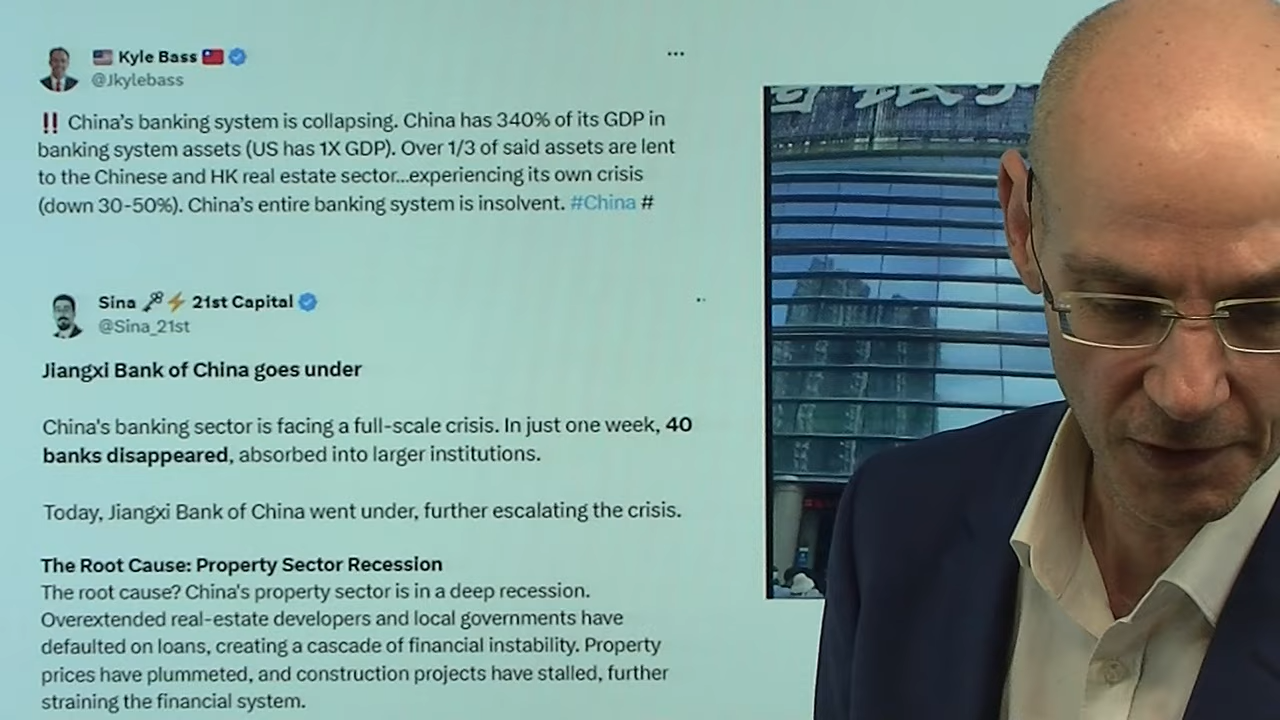 Kyle Bass
@Jkylebass
‼ China's banking system is collapsing. China has 340% of its GDP in
banking system assets (US has 1X GDP). Over 1/3 of said assets are lent
to the Chinese and HK real estate sector...experiencing its own crisis
(down 30-50%). China's entire banking system is insolvent. #China #
Sina 21st Capital
@Sina_21st
Jiangxi Bank of China goes under
China's banking sector is facing a full-scale crisis. In just one week, 40
banks disappeared, absorbed into larger institutions.
Today, Jiangxi Bank of China went under, further escalating the crisis.
The Root Cause: Property Sector Recession
The root cause? China's property sector is in a deep recession.
Overextended real-estate developers and local governments have
defaulted on loans, creating a cascade of financial instability. Property
prices have plummeted, and construction projects have stalled, further
straining the financial system.